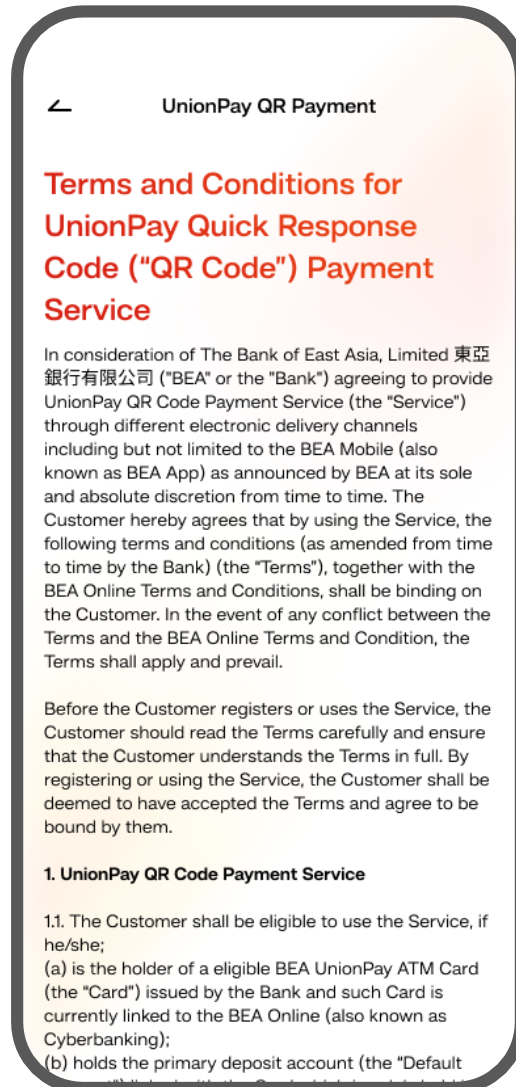 UnionPay QR Payment
Terms and Conditions for
UnionPay Quick Response
Code (“QR Code”) Payment
Service
In consideration of The Bank of East Asia, Limited 東亞
銀行有限公司 ("BEA" or the "Bank") agreeing to provide
UnionPay QR Code Payment Service (the “Service”)
through different electronic delivery channels
including but not limited to the BEA Mobile (also
known as BEA App) as announced by BEA at its sole
and absolute discretion from time to time. The
Customer hereby agrees that by using the Service, the
following terms and conditions (as amended from time
to time by the Bank) (the “Terms”), together with the
BEA Online Terms and Conditions, shall be binding on
the Customer. In the event of any conflict between the
Terms and the BEA Online Terms and Condition, the
Terms shall apply and prevail.
Before the Customer registers or uses the Service, the
Customer should read the Terms carefully and ensure
that the Customer understands the Terms in full. By
registering or using the Service, the Customer shall be
deemed to have accepted the Terms and agree to be
bound by them.
1. UnionPay QR Code Payment Service
1.1. The Customer shall be eligible to use the Service, if
he/she;
(a) is the holder of a eligible BEA UnionPay ATM Card
(the “Card”) issued by the Bank and such Card is
currently linked to the BEA Online (also known as
Cyberbanking);
(b) holds the primary deposit account (the “Default